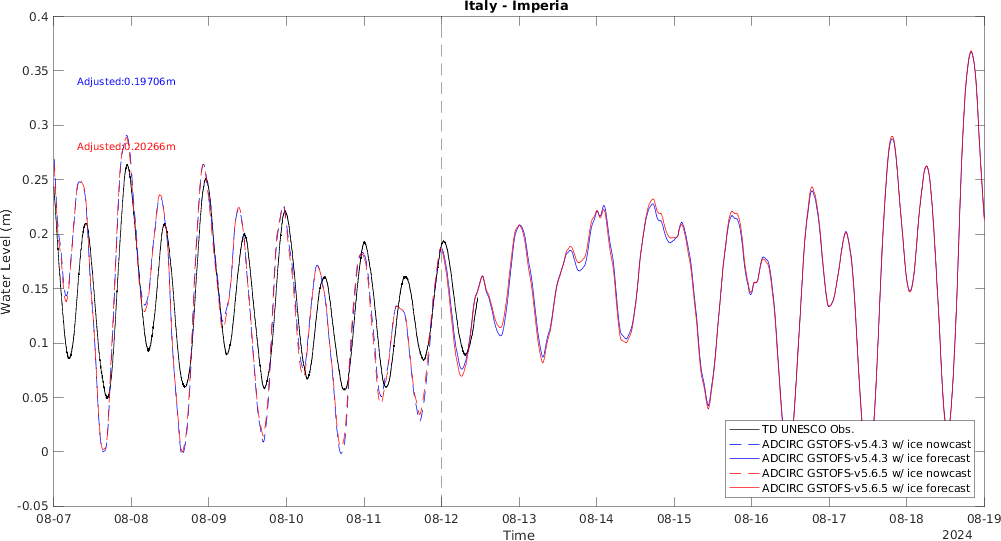 Italy - Imperia
0.4
0.35
0.3
0.25
0.2
0.15
0.1
0.05
0
-0.05
Water Level (m)
Adjusted:0.19706m
Adjusted:0.20266m
TD UNESCO Obs.
ADCIRC GSTOFS-v5.4.3 w/ ice nowcast
ADCIRC GSTOFS-v5.4.3 w/ ice forecast
ADCIRC GSTOFS-v5.6.5 w/ ice nowcast
ADCIRC GSTOFS-v5.6.5 w/ ice forecast
08-07 08-08 08-09 08-10 08-11 08-12 08-13 08-14 08-15 08-16 08-17 08-18 08-19
Time
2024